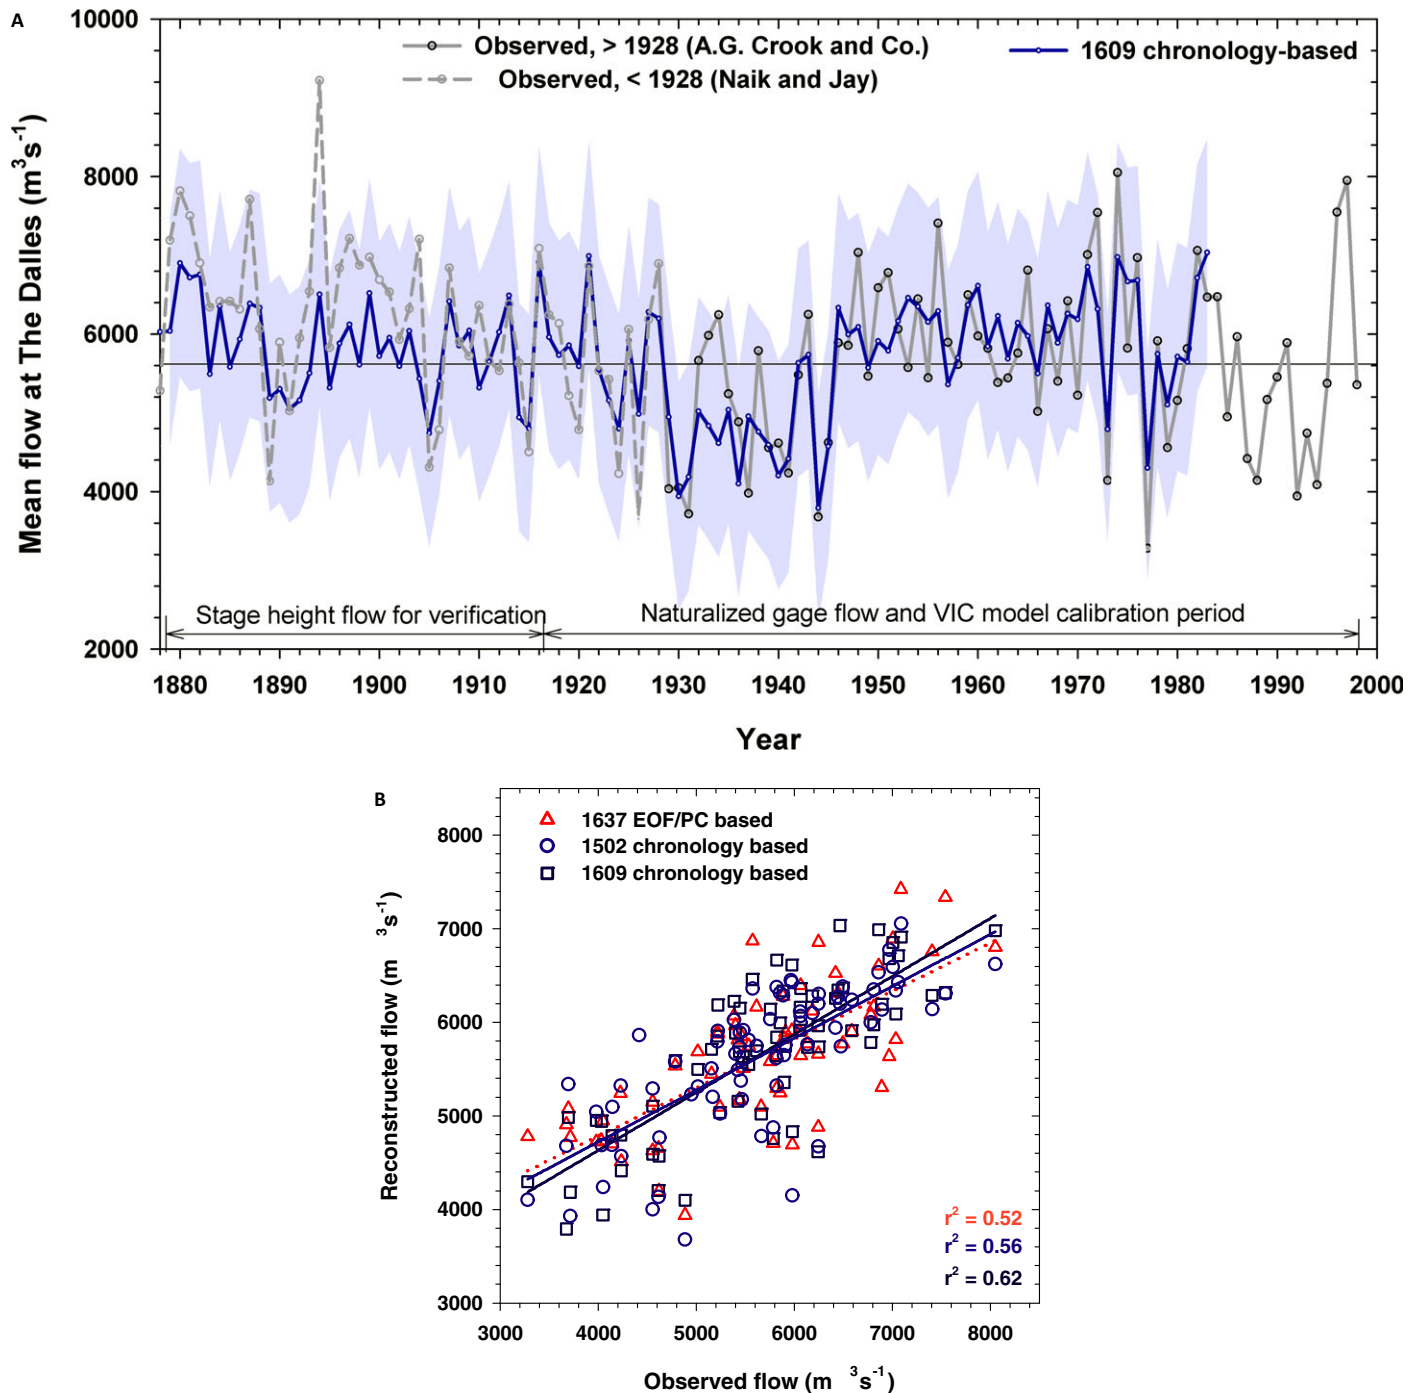 A
10000
8000
6000
4000
2000
Mean flow at The Dalles (m³s⁻¹)
Observed, > 1928 (A.G. Crook and Co.)
Observed, < 1928 (Naik and Jay)
1609 chronology-based
Stage height flow for verification
Naturalized gage flow and VIC model calibration period
1880 1890 1900 1910 1920 1930 1940 1950 1960 1970 1980 1990 2000
Year
B
1637 EOF/PC based
1502 chronology based
1609 chronology based
8000
7000
6000
5000
4000
3000
Reconstructed flow (m ³s⁻¹)
r² = 0.52
r² = 0.56
r² = 0.62
3000 4000 5000 6000 7000 8000
Observed flow (m ³s⁻¹)